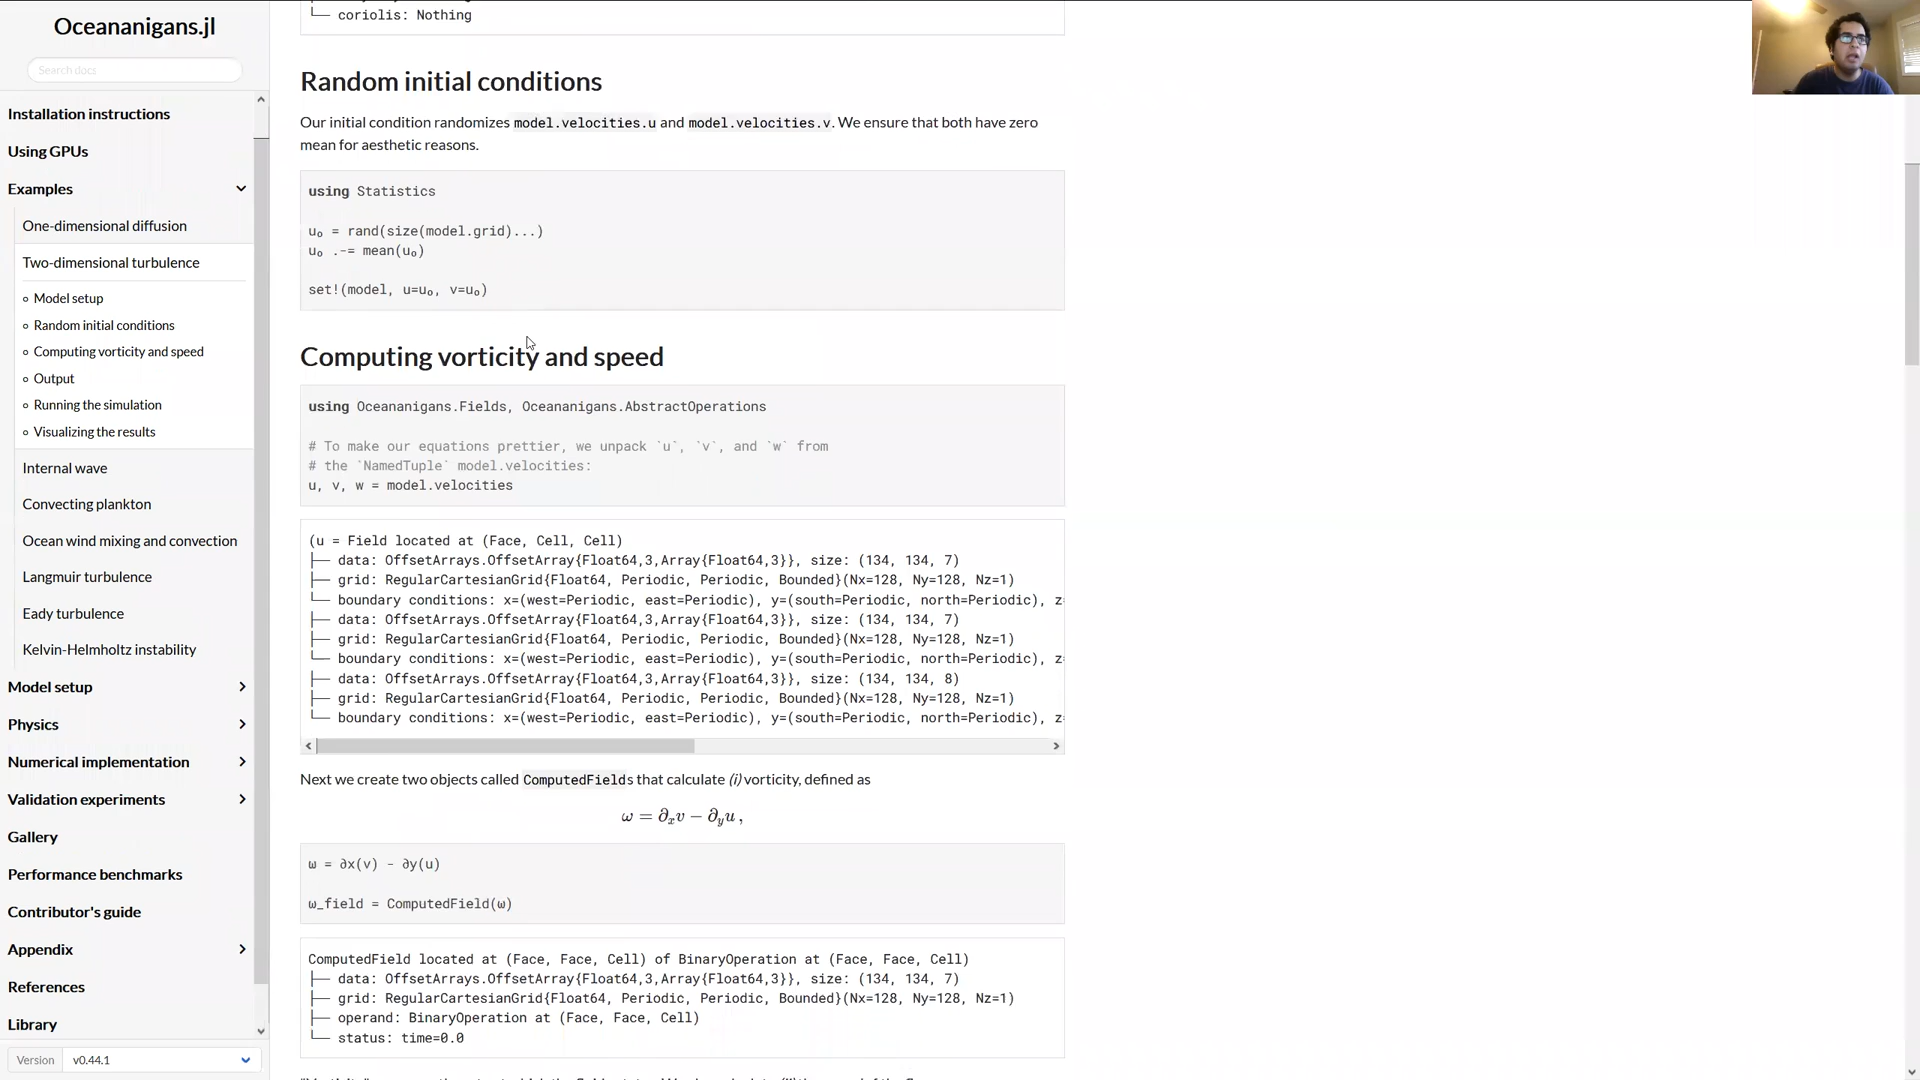 Oceananigans.jl
Search docs
Installation instructions
Using GPUs
Examples
One-dimensional diffusion
Two-dimensional turbulence
Model setup
Random initial conditions
Computing vorticity and speed
Output
Running the simulation
Visualizing the results
Internal wave
Convecting plankton
Ocean wind mixing and convection
Langmuir turbulence
Eady turbulence
Kelvin-Helmholtz instability
Model setup
Physics
Numerical implementation
Validation experiments
Gallery
Performance benchmarks
Contributor's guide
Appendix
References
Library
Version v0.44.1
└── coriolis: Nothing
Random initial conditions
Our initial condition randomizes model.velocities.u and model.velocities.v. We ensure that both have zero
mean for aesthetic reasons.
using Statistics
u₀ = rand(size(model.grid)...)
u₀ .-= mean(u₀)
set!(model, u=u₀, v=u₀)
Computing vorticity and speed
using Oceananigans.Fields, Oceananigans.AbstractOperations
# To make our equations prettier, we unpack `u`, `v`, and `w` from
# the `NamedTuple` model.velocities:
u, v, w = model.velocities
(u = Field located at (Face, Cell, Cell)
├── data: OffsetArrays.OffsetArray{Float64,3,Array{Float64,3}}, size: (134, 134, 7)
├── grid: RegularCartesianGrid{Float64, Periodic, Periodic, Bounded}(Nx=128, Ny=128, Nz=1)
└── boundary conditions: x=(west=Periodic, east=Periodic), y=(south=Periodic, north=Periodic), z=
├── data: OffsetArrays.OffsetArray{Float64,3,Array{Float64,3}}, size: (134, 134, 7)
├── grid: RegularCartesianGrid{Float64, Periodic, Periodic, Bounded}(Nx=128, Ny=128, Nz=1)
└── boundary conditions: x=(west=Periodic, east=Periodic), y=(south=Periodic, north=Periodic), z=
├── data: OffsetArrays.OffsetArray{Float64,3,Array{Float64,3}}, size: (134, 134, 8)
├── grid: RegularCartesianGrid{Float64, Periodic, Periodic, Bounded}(Nx=128, Ny=128, Nz=1)
└── boundary conditions: x=(west=Periodic, east=Periodic), y=(south=Periodic, north=Periodic), z=
Next we create two objects called ComputedFields that calculate (i) vorticity, defined as
ω = ∂ₓv − ∂ᵧu ,
ω = ∂x(v) - ∂y(u)
ω_field = ComputedField(ω)
ComputedField located at (Face, Face, Cell) of BinaryOperation at (Face, Face, Cell)
├── data: OffsetArrays.OffsetArray{Float64,3,Array{Float64,3}}, size: (134, 134, 7)
├── grid: RegularCartesianGrid{Float64, Periodic, Periodic, Bounded}(Nx=128, Ny=128, Nz=1)
├── operand: BinaryOperation at (Face, Face, Cell)
└── status: time=0.0